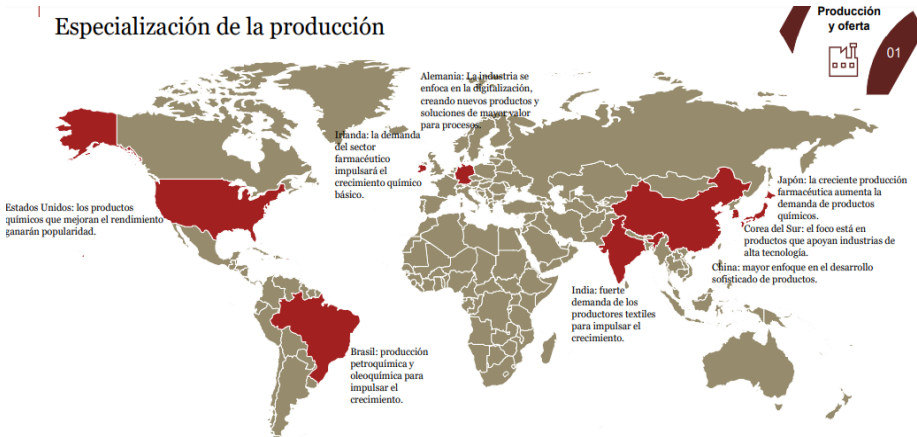 Especialización de la producción
Producción
y oferta
01
Alemania: La industria se
enfoca en la digitalización,
creando nuevos productos y
soluciones de mayor valor
para procesos.
Irlanda: la demanda
del sector
farmacéutico
impulsará el
crecimiento químico
básico.
Estados Unidos: los productos
químicos que mejoran el rendimiento
ganarán popularidad.
Japón: la creciente producción
farmacéutica aumenta la
demanda de productos
químicos.
Corea del Sur: el foco está en
productos que apoyan industrias de
alta tecnología.
China: mayor enfoque en el desarrollo
sofisticado de productos.
India: fuerte
demanda de los
productores textiles
para impulsar el
crecimiento.
Brasil: producción
petroquímica y
oleoquímica para
impulsar el
crecimiento.